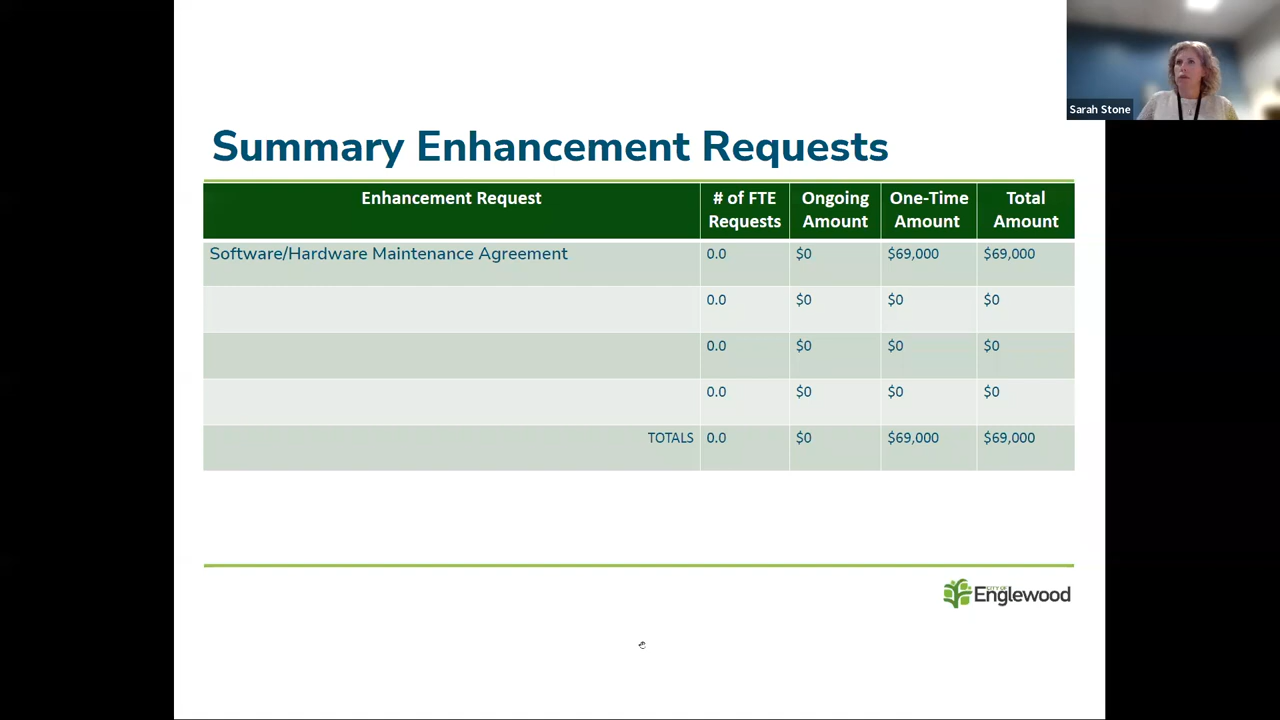 Sarah Stone
Summary Enhancement Requests
Enhancement Request # of FTE Requests Ongoing Amount One-Time Amount Total Amount
Software/Hardware Maintenance Agreement 0.0 $0 $69,000 $69,000
0.0 $0 $0 $0
0.0 $0 $0 $0
0.0 $0 $0 $0
TOTALS 0.0 $0 $69,000 $69,000
CITY OF
Englewood